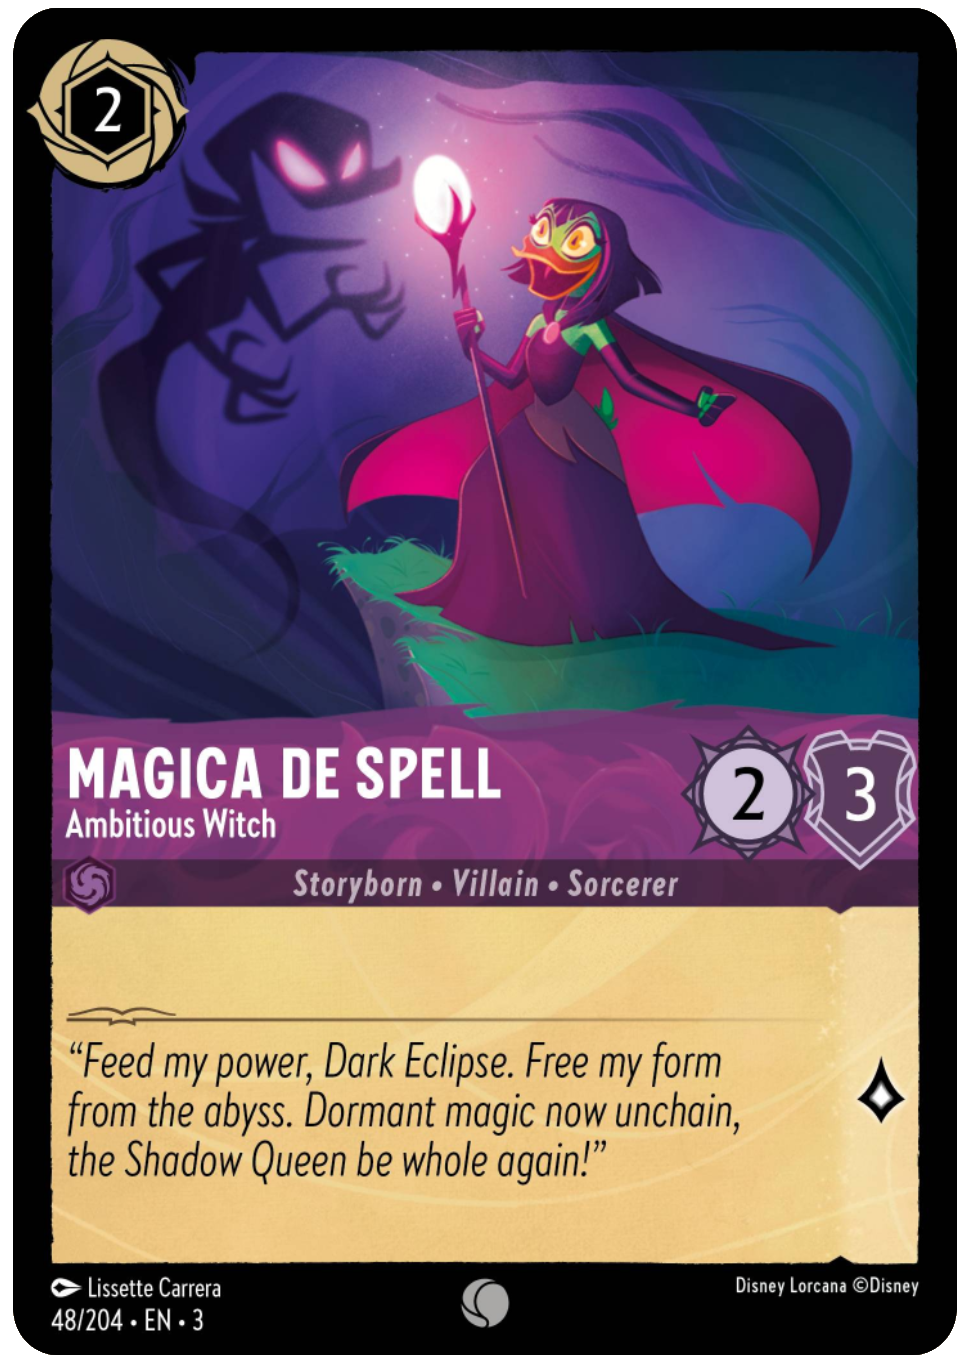 2
MAGICA DE SPELL
Ambitious Witch
2
3
Storyborn • Villain • Sorcerer
“Feed my power, Dark Eclipse. Free my form
from the abyss. Dormant magic now unchain,
the Shadow Queen be whole again!”
Lissette Carrera
48/204 • EN • 3
Disney Lorcana ©Disney